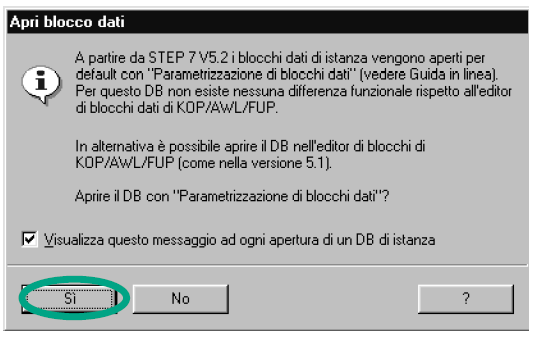 Apri blocco dati
A partire da STEP 7 V5.2 i blocchi dati di istanza vengono aperti per
default con "Parametrizzazione di blocchi dati" (vedere Guida in linea).
Per questo DB non esiste nessuna differenza funzionale rispetto all'editor
di blocchi dati di KOP/AWL/FUP.
In alternativa è possibile aprire il DB nell'editor di blocchi di
KOP/AWL/FUP (come nella versione 5.1).
Aprire il DB con "Parametrizzazione di blocchi dati"?
Visualizza questo messaggio ad ogni apertura di un DB di istanza
Sì No ?